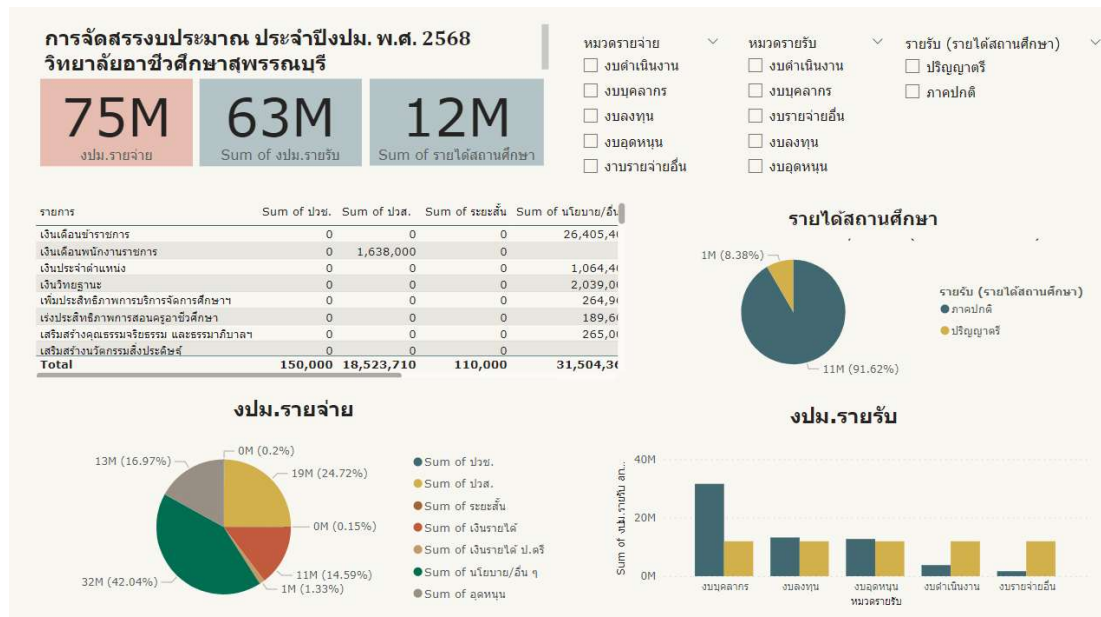 การจัดสรรงบประมาณ ประจำปีงปม. พ.ศ. 2568
วิทยาลัยอาชีวศึกษาสุพรรณบุรี
75M
งปม.รายจ่าย
63M
Sum of งปม.รายรับ
12M
Sum of รายได้สถานศึกษา
หมวดรายจ่าย
งบดำเนินงาน
งบบุคลากร
งบลงทุน
งบอุดหนุน
งาบรายจ่ายอื่น
หมวดรายรับ
งบดำเนินงาน
งบบุคลากร
งบรายจ่ายอื่น
งบลงทุน
งบอุดหนุน
รายรับ (รายได้สถานศึกษา)
ปริญญาตรี
ภาคปกติ
รายการ Sum of ปวช. Sum of ปวส. Sum of ระยะสั้น Sum of นโยบาย/อื่น
เงินเดือนข้าราชการ 0 0 0 26,405,4
เงินเดือนพนักงานราชการ 0 1,638,000 0
เงินประจำตำแหน่ง 0 0 0 1,064,4
เงินวิทยฐานะ 0 0 0 2,039,0
เพิ่มประสิทธิภาพการบริการจัดการศึกษาฯ 0 0 0 264,9
เร่งประสิทธิภาพการสอนครูอาชีวศึกษา 0 0 0 189,6
เสริมสร้างคุณธรรมจริยธรรม และธรรมาภิบาลฯ 0 0 0 265,0
เสริมสร้างนวัตกรรมสิ่งประดิษฐ์ 0 0 0
Total 150,000 18,523,710 110,000 31,504,3
รายได้สถานศึกษา
1M (8.38%)
11M (91.62%)
รายรับ (รายได้สถานศึกษา)
ภาคปกติ
ปริญญาตรี
งปม.รายจ่าย
0M (0.2%)
13M (16.97%)
19M (24.72%)
0M (0.15%)
11M (14.59%)
1M (1.33%)
32M (42.04%)
Sum of ปวช.
Sum of ปวส.
Sum of ระยะสั้น
Sum of เงินรายได้
Sum of เงินรายได้ ป.ตรี
Sum of นโยบาย/อื่น ๆ
Sum of อุดหนุน
งปม.รายรับ
Sum of งปม.รายรับ an...
40M
20M
0M
งบบุคลากร งบลงทุน งบอุดหนุน งบดำเนินงาน งบรายจ่ายอื่น
หมวดรายรับ